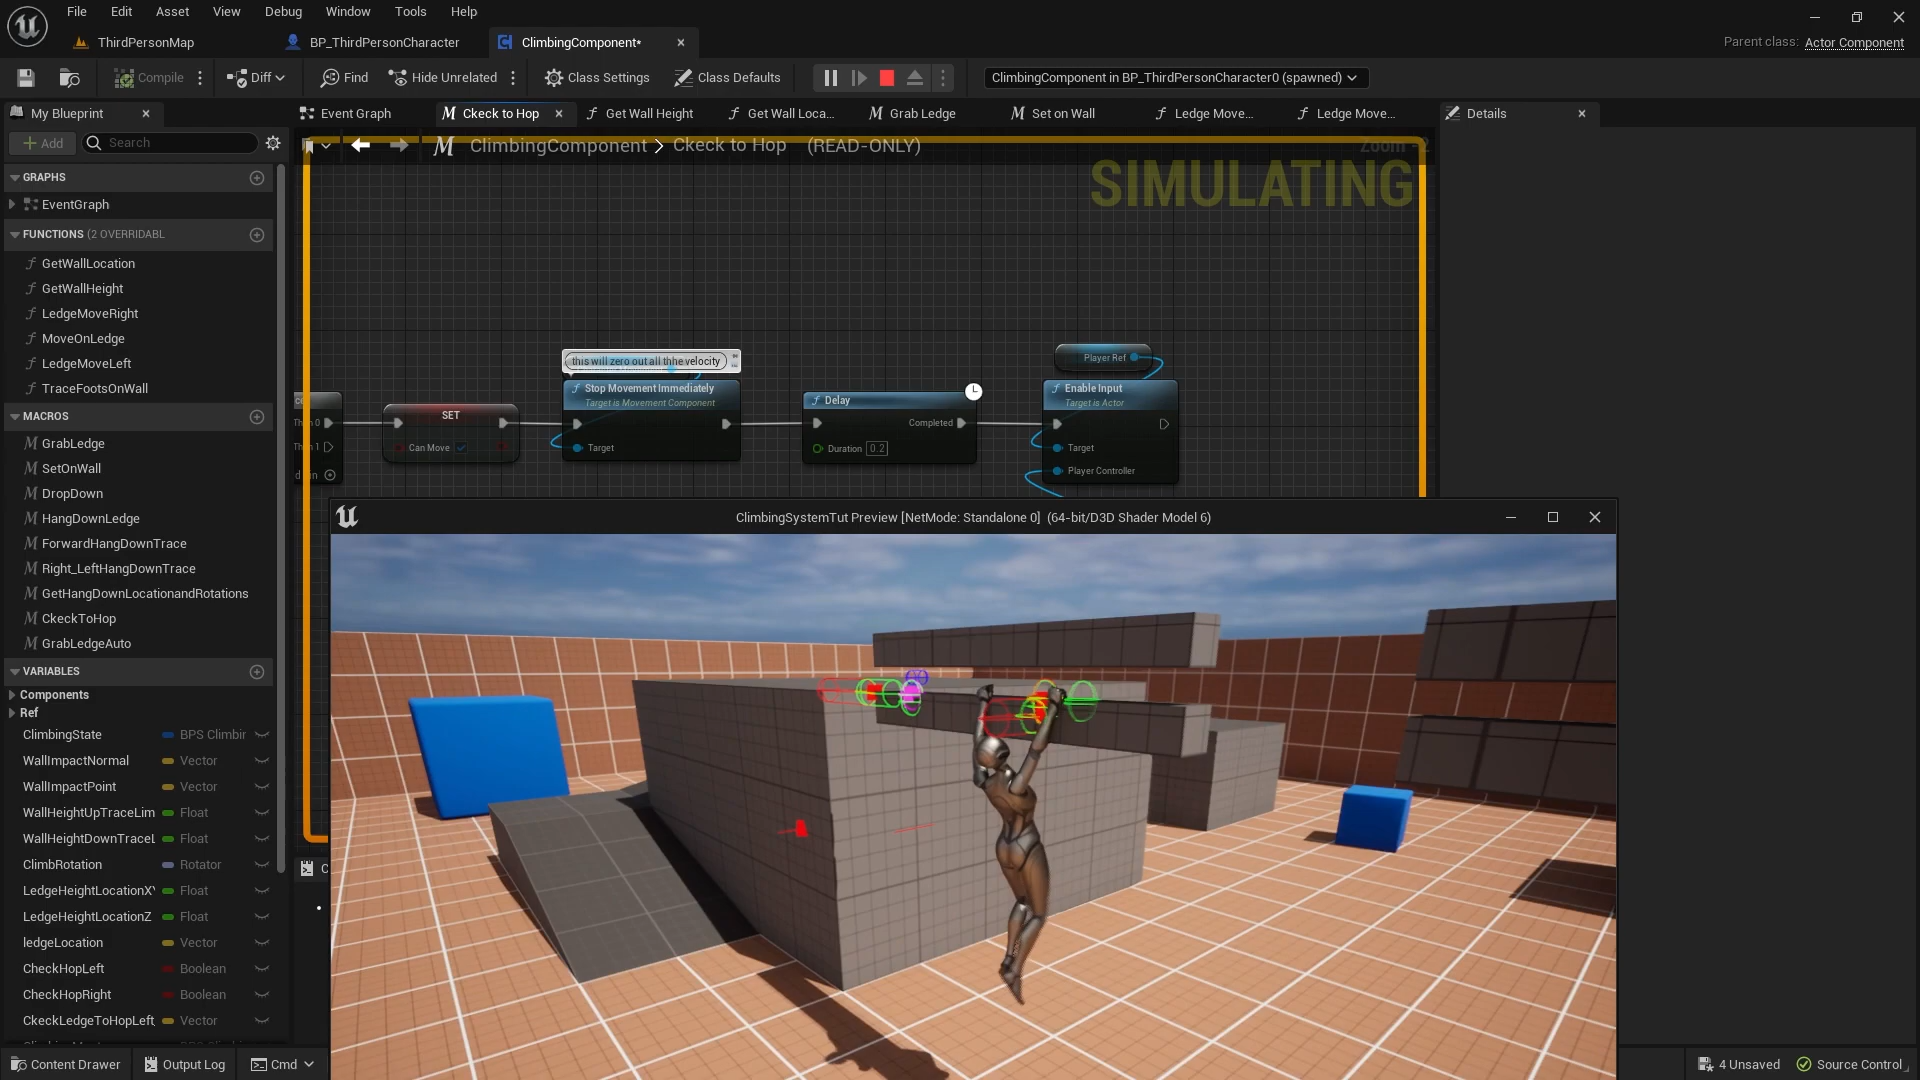 File Edit Asset View Debug Window Tools Help
ThirdPersonMap BP_ThirdPersonCharacter ClimbingComponent*
Parent class: Actor Component
Compile Diff Find Hide Unrelated Class Settings Class Defaults ClimbingComponent in BP_ThirdPersonCharacter0 (spawned)
My Blueprint Event Graph Ckeck to Hop Get Wall Height Get Wall Loca... Grab Ledge Set on Wall Ledge Move... Ledge Move... Details
Add Search
ClimbingComponent > Ckeck to Hop (READ-ONLY) Zoom -2
SIMULATING
GRAPHS
EventGraph
FUNCTIONS (2 OVERRIDABL
GetWallLocation
GetWallHeight
LedgeMoveRight
MoveOnLedge
LedgeMoveLeft
TraceFootsOnWall
MACROS
GrabLedge
SetOnWall
DropDown
HangDownLedge
ForwardHangDownTrace
Right_LeftHangDownTrace
GetHangDownLocationandRotations
CkeckToHop
GrabLedgeAuto
VARIABLES
Components
Ref
ClimbingState BPS Climbir
WallImpactNormal Vector
WallImpactPoint Vector
WallHeightUpTraceLim Float
WallHeightDownTraceL Float
ClimbRotation Rotator
LedgeHeightLocationXY Float
LedgeHeightLocationZ Float
ledgeLocation Vector
CheckHopLeft Boolean
CheckHopRight Boolean
CkeckLedgeToHopLeft Vector
this will zero out all thhe velocity
Player Ref
Stop Movement Immediately
Target is Movement Component
Target
SET
Can Move
Delay
Completed
Duration 0.2
Enable Input
Target is Actor
Target
Player Controller
ClimbingSystemTut Preview [NetMode: Standalone 0] (64-bit/D3D Shader Model 6)
Content Drawer Output Log Cmd 4 Unsaved Source Control